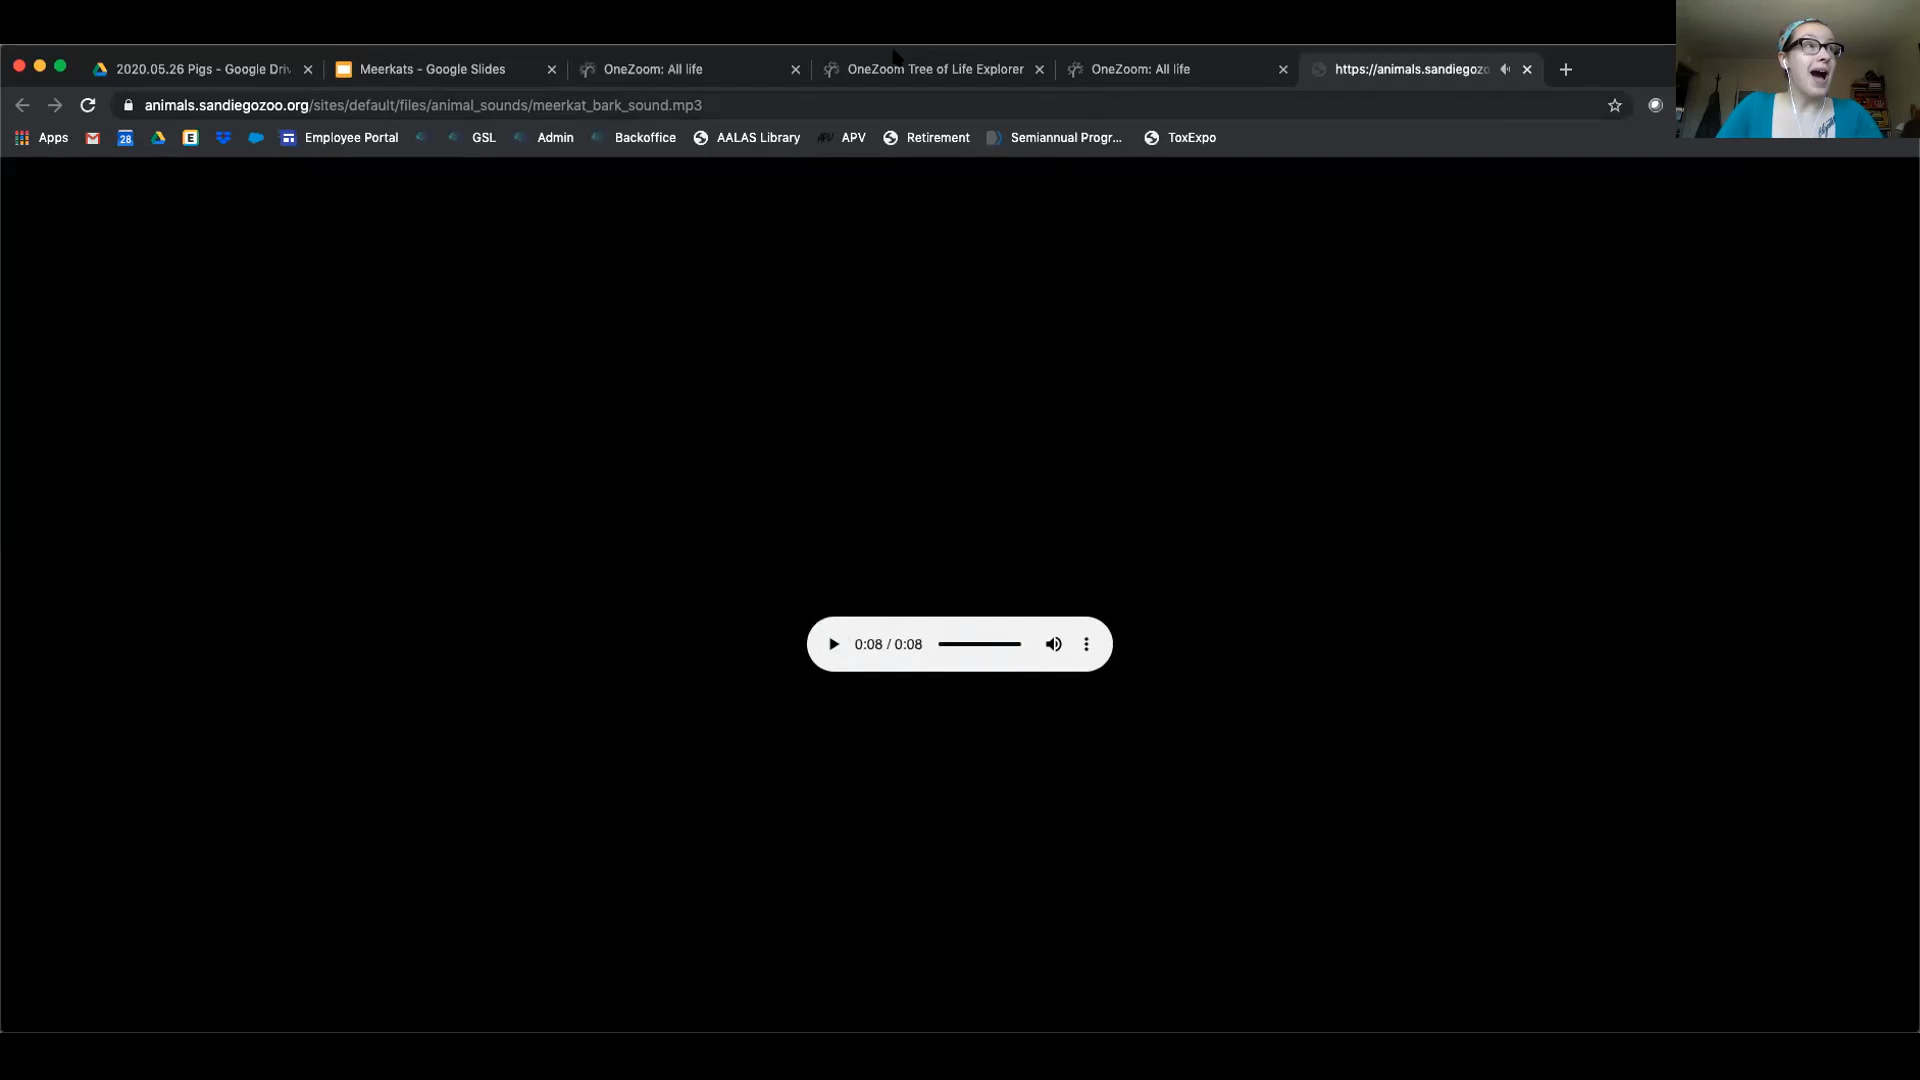 2020.05.26 Pigs - Google Driv
Meerkats - Google Slides
OneZoom: All life
OneZoom Tree of Life Explorer
OneZoom: All life
https://animals.sandiegozo
animals.sandiegozoo.org/sites/default/files/animal_sounds/meerkat_bark_sound.mp3
Apps
28
Employee Portal
GSL
Admin
Backoffice
AALAS Library
APV
APV
Retirement
Semiannual Progr...
ToxExpo
0:08 / 0:08